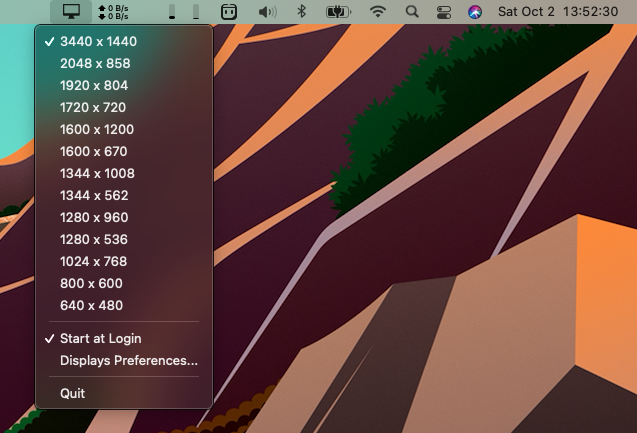 0 B/s
0 B/s
Sat Oct 2 13:52:30
3440 x 1440
2048 x 858
1920 x 804
1720 x 720
1600 x 1200
1600 x 670
1344 x 1008
1344 x 562
1280 x 960
1280 x 536
1024 x 768
800 x 600
640 x 480
Start at Login
Displays Preferences...
Quit